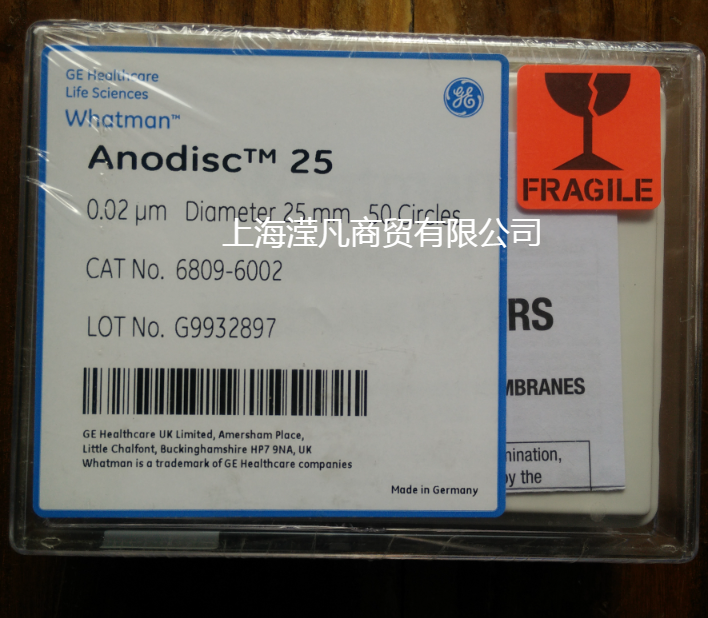 GE Healthcare
Life Sciences
Whatman™
GE
Anodisc™ 25
0.02 µm Diameter 25 mm 50 Circles
上海滢凡商贸有限公司
CAT No. 6809-6002
LOT No. G9932897
GE Healthcare UK Limited, Amersham Place,
Little Chalfont, Buckinghamshire HP7 9NA, UK
Whatman is a trademark of GE Healthcare companies
Made in Germany
FRAGILE
RS
MBRANES
mination,
by the